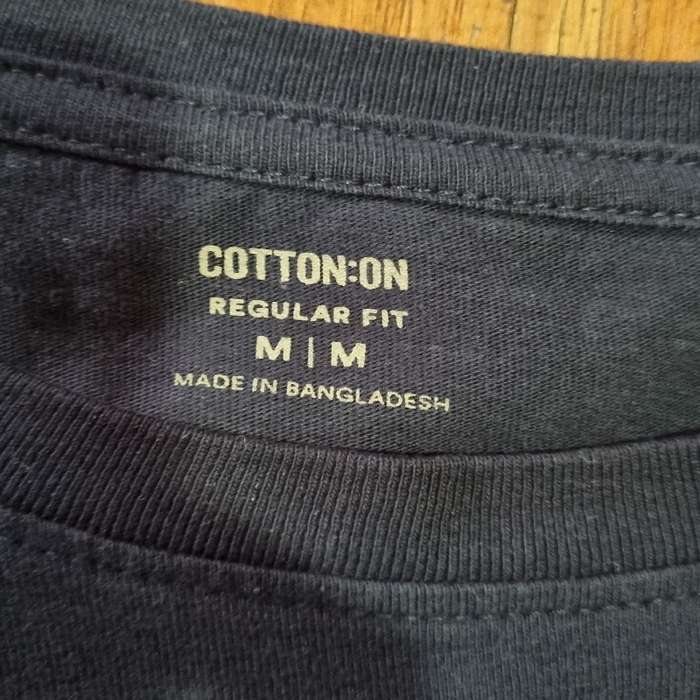 COTTON:ON
REGULAR FIT
M | M
MADE IN BANGLADESH